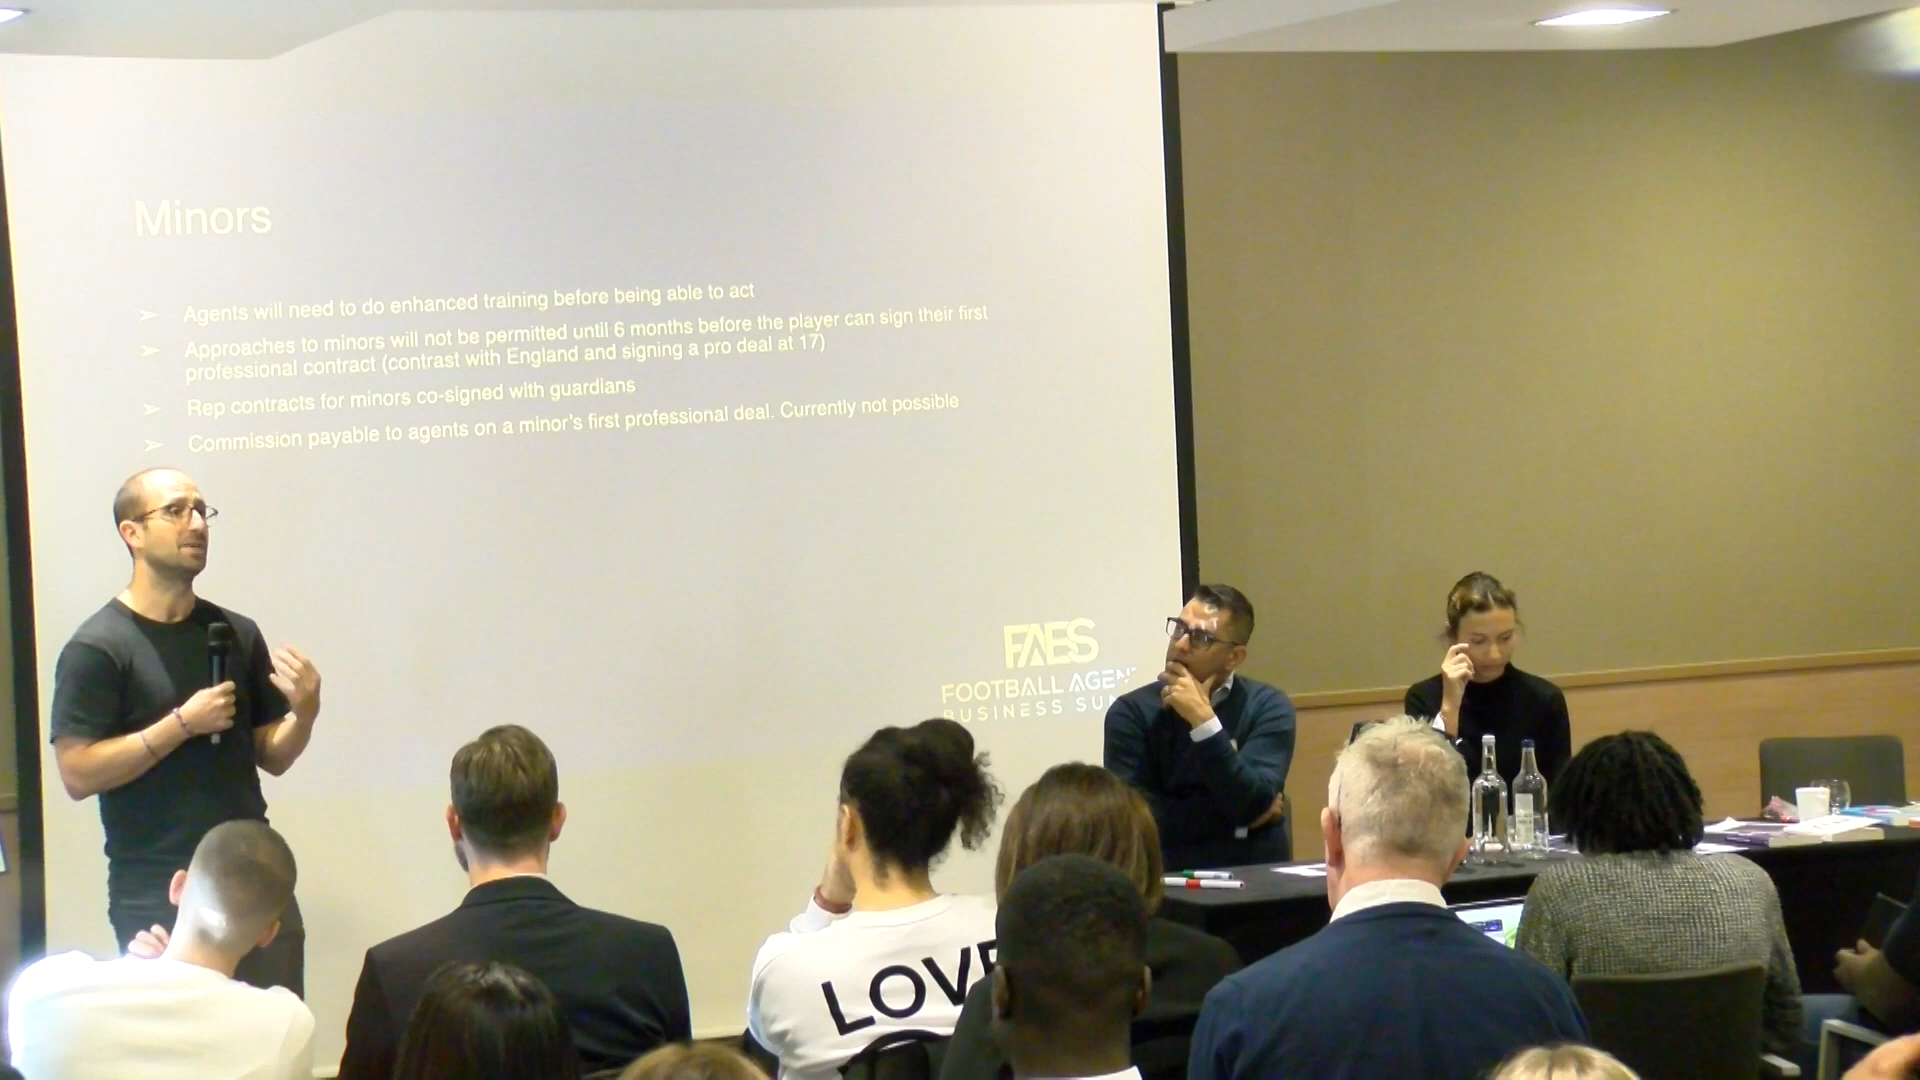 Minors
➢ Agents will need to do enhanced training before being able to act
➢ Approaches to minors will not be permitted until 6 months before the player can sign their first
professional contract (contrast with England and signing a pro deal at 17)
➢ Rep contracts for minors co-signed with guardians
➢ Commission payable to agents on a minor's first professional deal. Currently not possible
FAES
FOOTBALL AGEN
BUSINESS SUM
LOVE